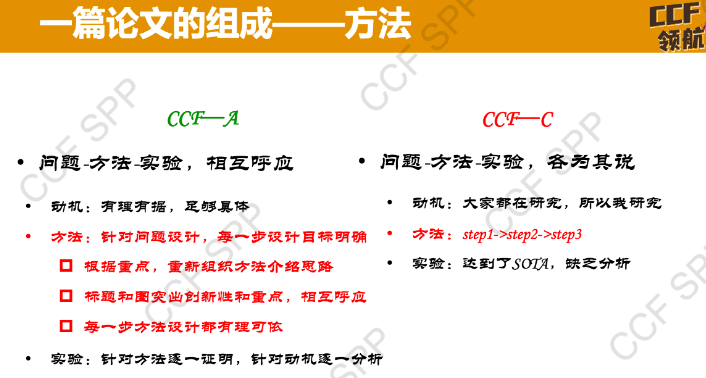 一篇论文的组成——方法
CCF
领航
CCF—A
• 问题-方法-实验，相互呼应
• 动机：有理有据，足够具体
• 方法：针对问题设计，每一步设计目标明确
根据重点，重新组织方法介绍思路
标题和图突出创新性和重点，相互呼应
每一步方法设计都有理可依
• 实验：针对方法逐一证明，针对动机逐一分析
CCF—C
• 问题-方法-实验，各为其说
• 动机：大家都在研究，所以我研究
• 方法：step1->step2->step3
• 实验：达到了SOTA，缺乏分析
CCF SPP
CCF SPP
CCF SPP
CCF SPP
CCF SPP